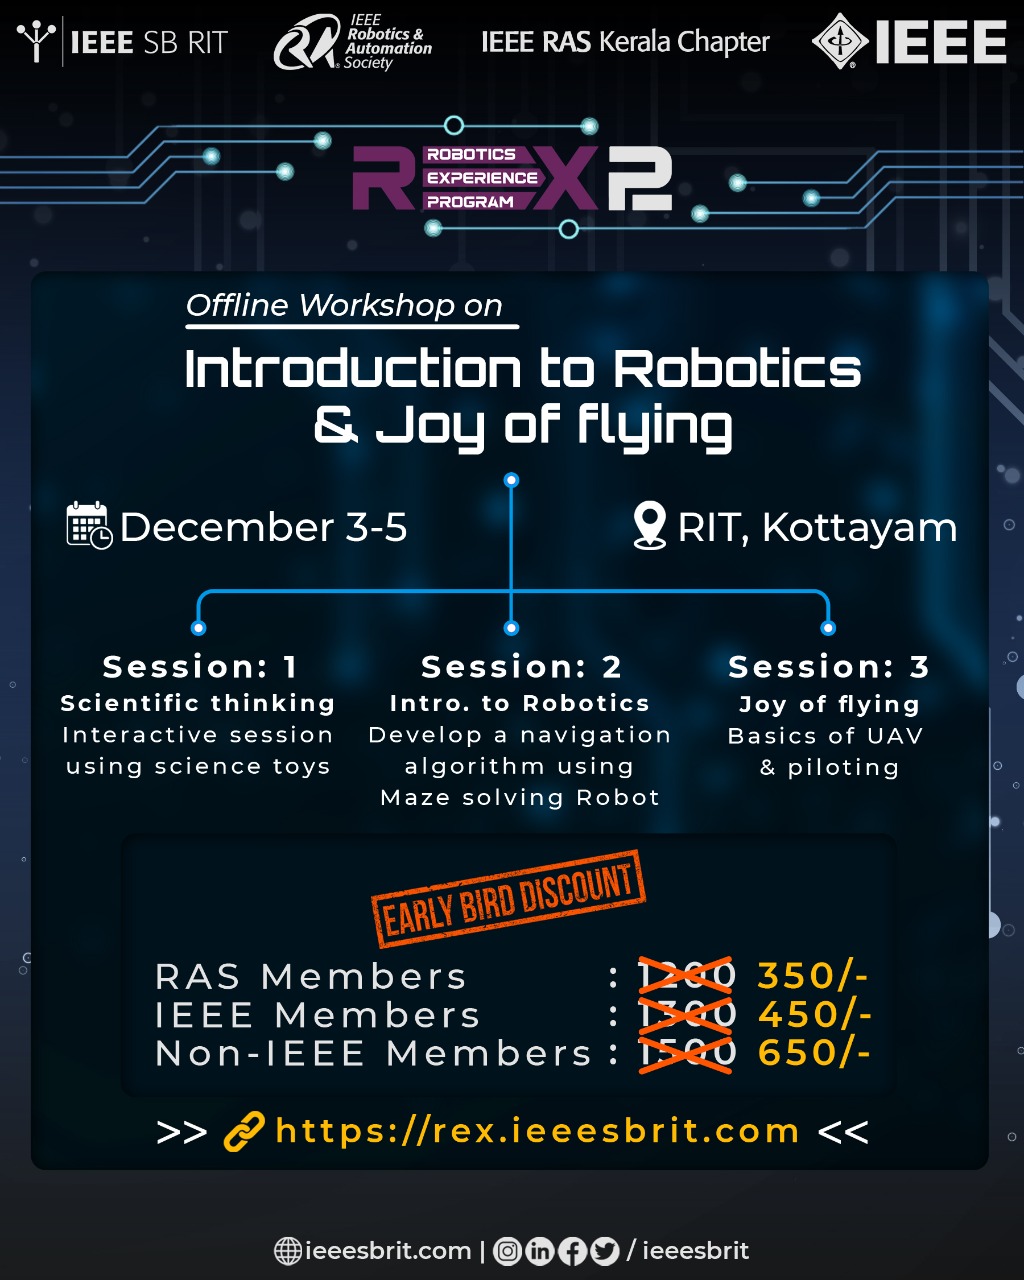 IEEE SB RIT
IEEE
Robotics &
Automation
Society
IEEE RAS Kerala Chapter
IEEE
REX2
ROBOTICS
EXPERIENCE
PROGRAM
Offline Workshop on
Introduction to Robotics
& Joy of flying
December 3-5
RIT, Kottayam
Session: 1
Scientific thinking
Interactive session
using science toys
Session: 2
Intro. to Robotics
Develop a navigation
algorithm using
Maze solving Robot
Session: 3
Joy of flying
Basics of UAV
& piloting
EARLY BIRD DISCOUNT
RAS Members : 1200 350/-
IEEE Members : 1300 450/-
Non-IEEE Members : 1500 650/-
>> https://rex.ieeesbrit.com <<
ieeesbrit.com | / ieeesbrit